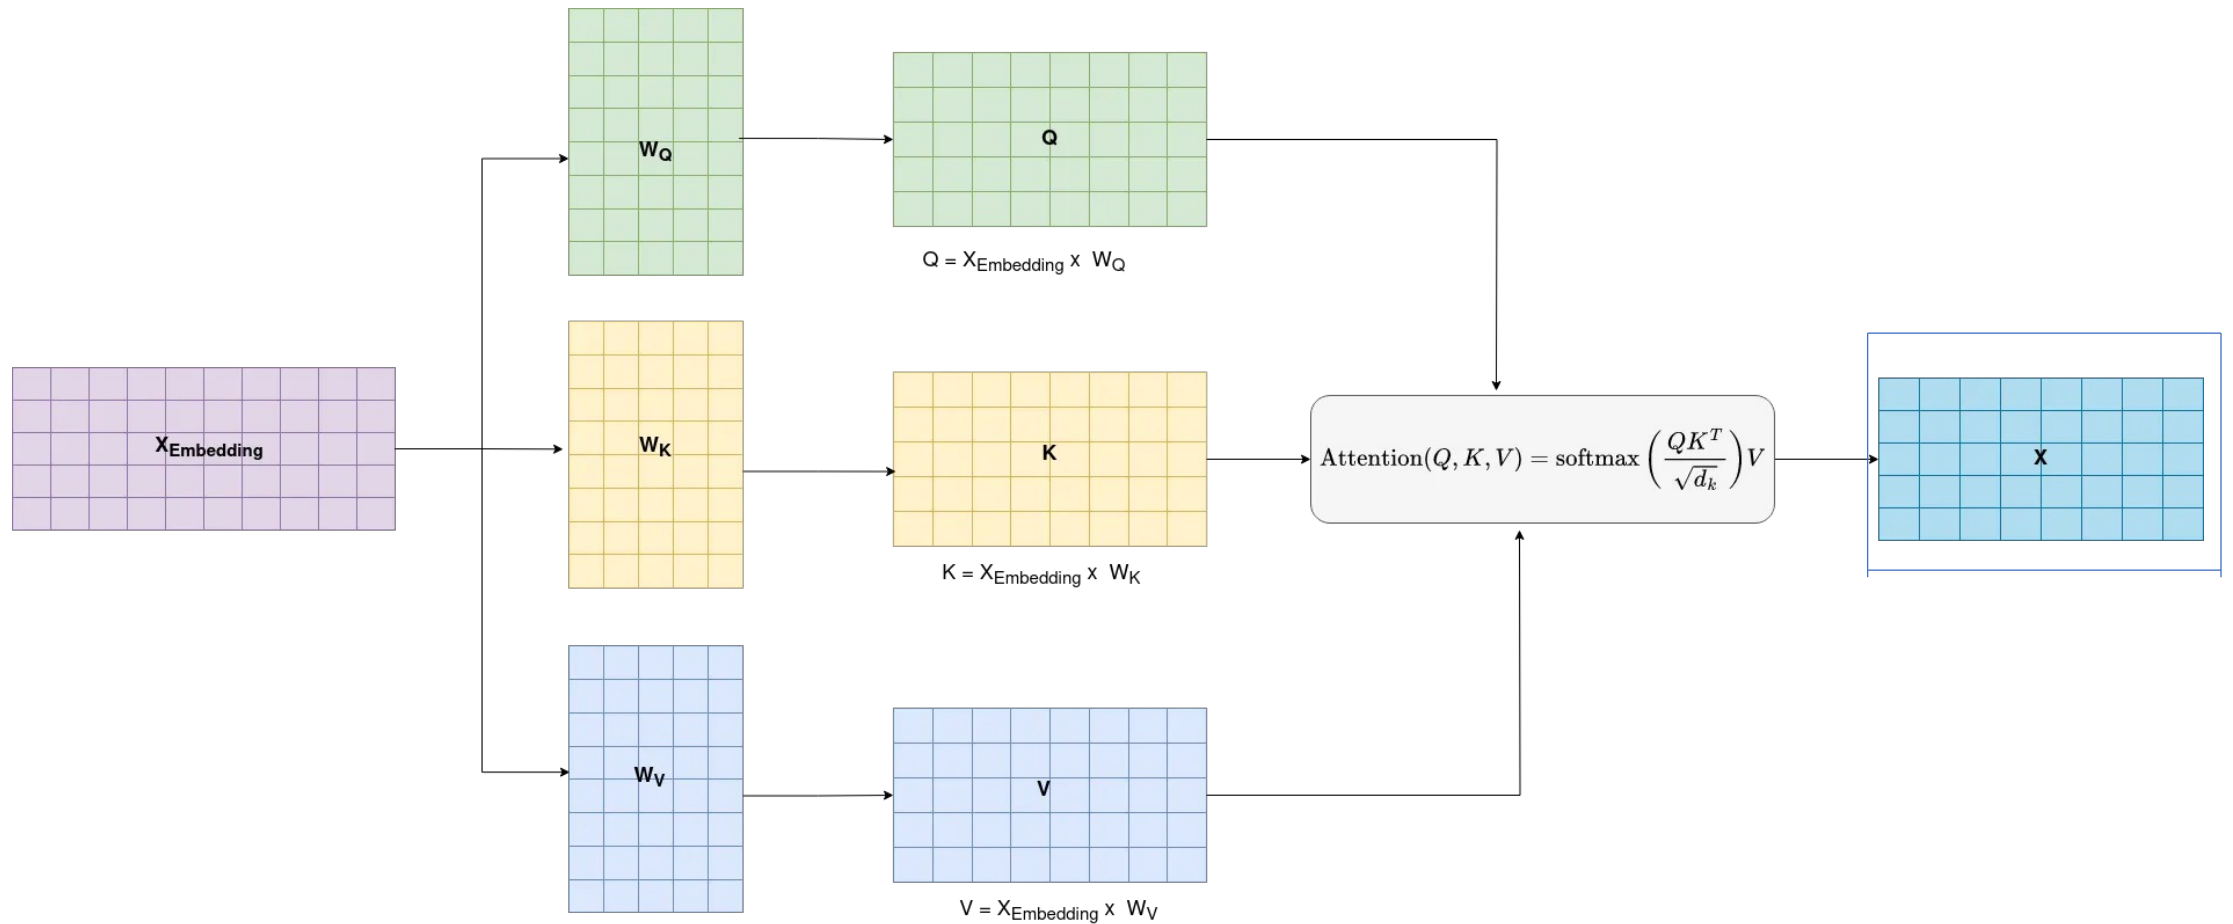 W_Q
Q
Q = X_Embedding x W_Q
X_Embedding
W_K
K
K = X_Embedding x W_K
Attention(Q, K, V) = softmax(QK^T / √d_k)V
X
W_V
V
V = X_Embedding x W_V